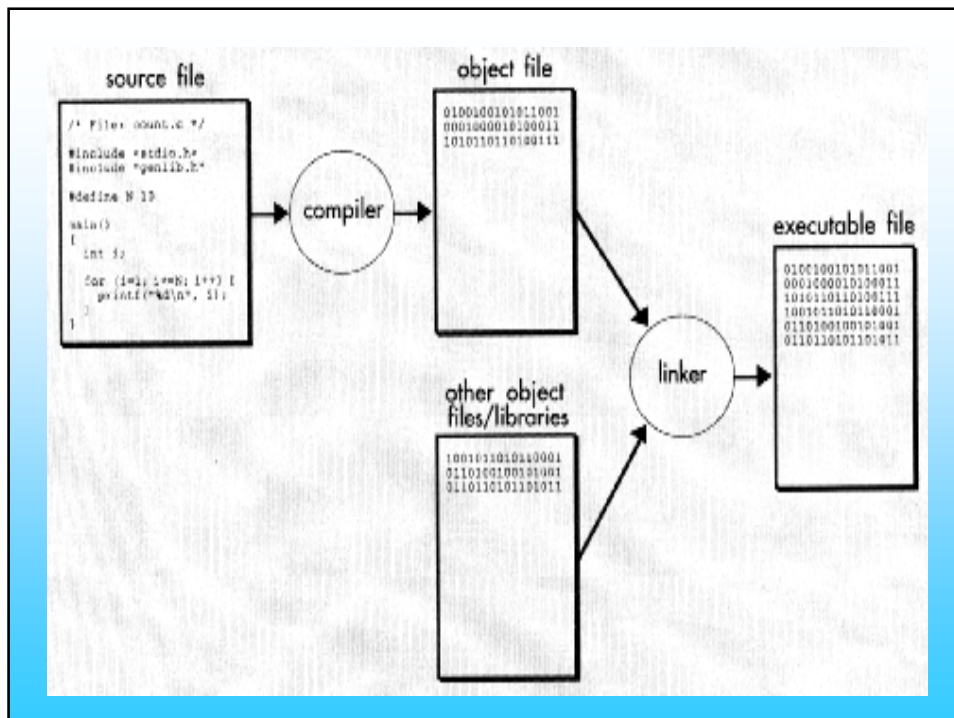 source file
/* File: count.c */
#include <stdio.h>
#include "genlib.h"
#define N 10
main()
{
int i;
for (i=1; i<=N; i++) {
printf("%d\n", i);
}
}
compiler
object file
0100100101011001
0001000010100011
1010110110100111
other object
files/libraries
1001011010110001
0110100100101001
0110110101101011
linker
executable file
0100100101011001
0001000010100011
1010110110100111
1001011010110001
0110100100101001
0110110101101011